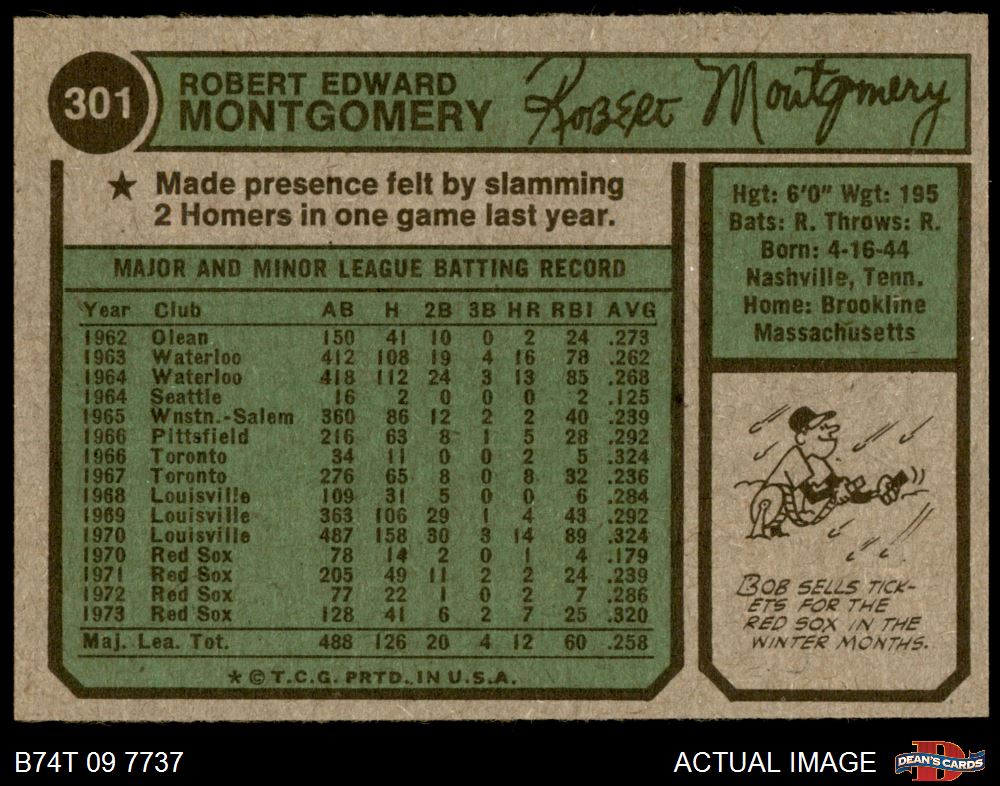 301
ROBERT EDWARD
MONTGOMERY
Robert Montgomery
★ Made presence felt by slamming
2 Homers in one game last year.
MAJOR AND MINOR LEAGUE BATTING RECORD
Year Club AB H 2B 3B HR RBI AVG
1962 Olean 150 41 10 0 2 24 .273
1963 Waterloo 412 108 19 4 16 78 .262
1964 Waterloo 418 112 24 3 13 85 .268
1964 Seattle 16 2 0 0 0 2 .125
1965 Wnstn.-Salem 360 86 12 2 2 40 .239
1966 Pittsfield 216 63 8 1 5 28 .292
1966 Toronto 34 11 0 0 2 5 .324
1967 Toronto 276 65 8 0 8 32 .236
1968 Louisville 109 31 5 0 0 6 .284
1969 Louisville 363 106 29 1 4 43 .292
1970 Louisville 487 158 30 3 14 89 .324
1970 Red Sox 78 14 2 0 1 4 .179
1971 Red Sox 205 49 11 2 2 24 .239
1972 Red Sox 77 22 1 0 2 7 .286
1973 Red Sox 128 41 6 2 7 25 .320
Maj. Lea. Tot. 488 126 20 4 12 60 .258
★ © T.C.G. PRTD. IN U.S.A.
Hgt: 6'0" Wgt: 195
Bats: R. Throws: R.
Born: 4-16-44
Nashville, Tenn.
Home: Brookline
Massachusetts
BOB SELLS TICK-
ETS FOR THE
RED SOX IN THE
WINTER MONTHS.
B74T 09 7737
ACTUAL IMAGE
DEAN'S CARDS